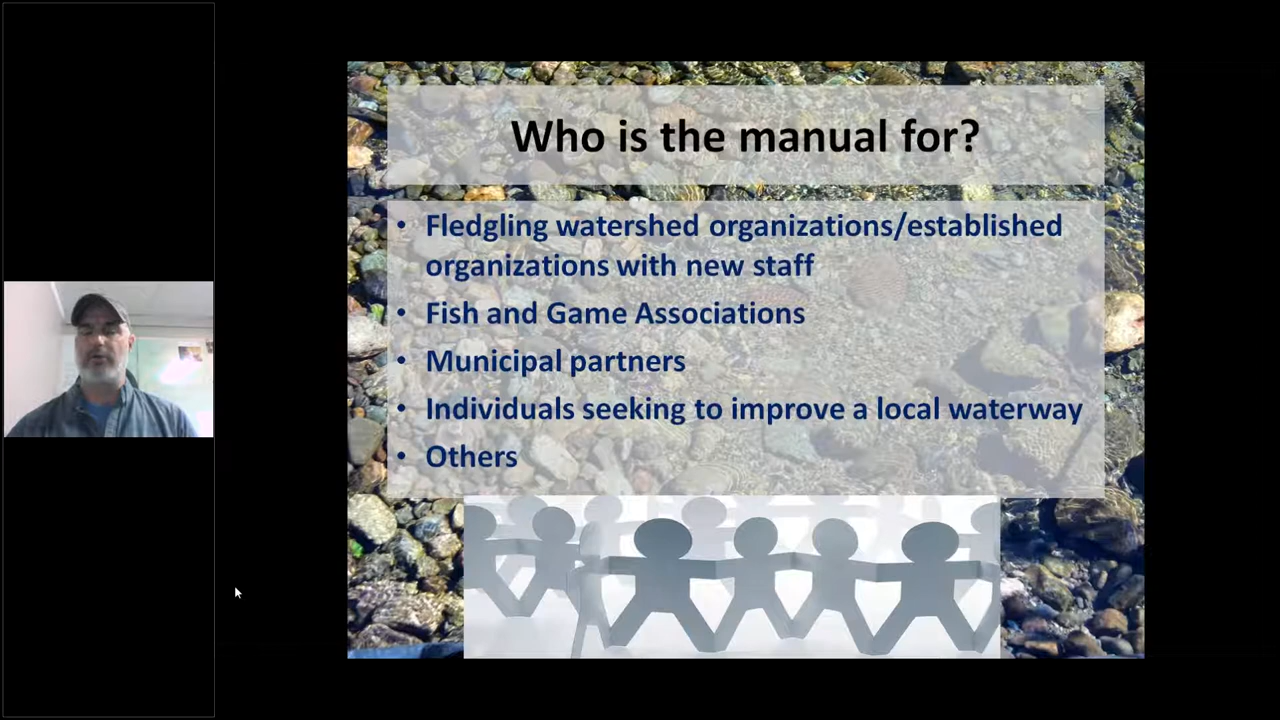 Who is the manual for?
• Fledgling watershed organizations/established
organizations with new staff
• Fish and Game Associations
• Municipal partners
• Individuals seeking to improve a local waterway
• Others